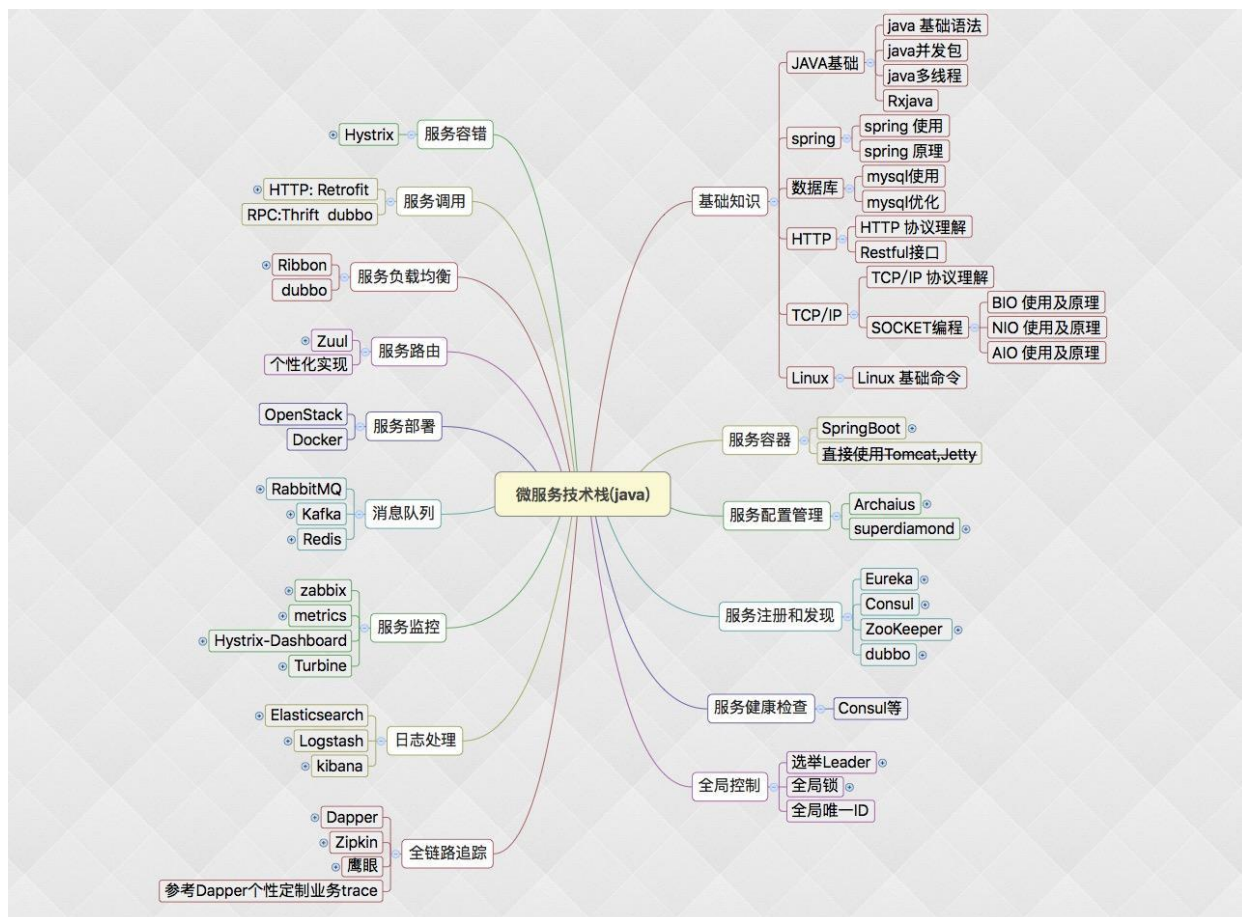 微服务技术栈(java)
基础知识
JAVA基础
java 基础语法
java并发包
java多线程
Rxjava
spring
spring 使用
spring 原理
数据库
mysql使用
mysql优化
HTTP
HTTP 协议理解
Restful接口
TCP/IP
TCP/IP 协议理解
SOCKET编程
BIO 使用及原理
NIO 使用及原理
AIO 使用及原理
Linux
Linux 基础命令
服务容器
SpringBoot
直接使用Tomcat,Jetty
服务配置管理
Archaius
superdiamond
服务注册和发现
Eureka
Consul
ZooKeeper
dubbo
服务健康检查
Consul等
全局控制
选举Leader
全局锁
全局唯一ID
服务容错
Hystrix
服务调用
HTTP: Retrofit
RPC:Thrift dubbo
服务负载均衡
Ribbon
dubbo
服务路由
Zuul
个性化实现
服务部署
OpenStack
Docker
消息队列
RabbitMQ
Kafka
Redis
服务监控
zabbix
metrics
Hystrix-Dashboard
Turbine
日志处理
Elasticsearch
Logstash
kibana
全链路追踪
Dapper
Zipkin
鹰眼
参考Dapper个性定制业务trace